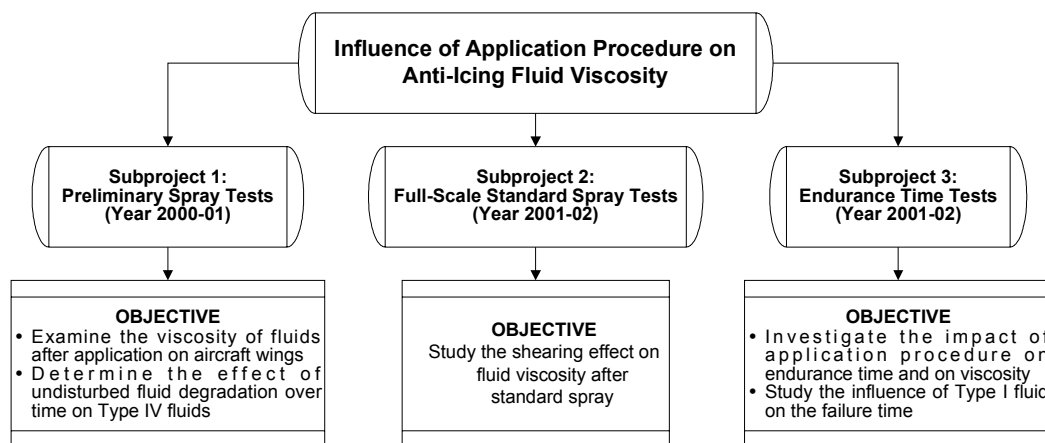 Influence of Application Procedure on
Anti-Icing Fluid Viscosity
Subproject 1:
Preliminary Spray Tests
(Year 2000-01)
Subproject 2:
Full-Scale Standard Spray Tests
(Year 2001-02)
Subproject 3:
Endurance Time Tests
(Year 2001-02)
OBJECTIVE
• Examine the viscosity of fluids
after application on aircraft wings
• Determine the effect of
undisturbed fluid degradation over
time on Type IV fluids
OBJECTIVE
Study the shearing effect on
fluid viscosity after
standard spray
OBJECTIVE
• Investigate the impact of
application procedure on
endurance time and on viscosity
• Study the influence of Type I fluid
on the failure time